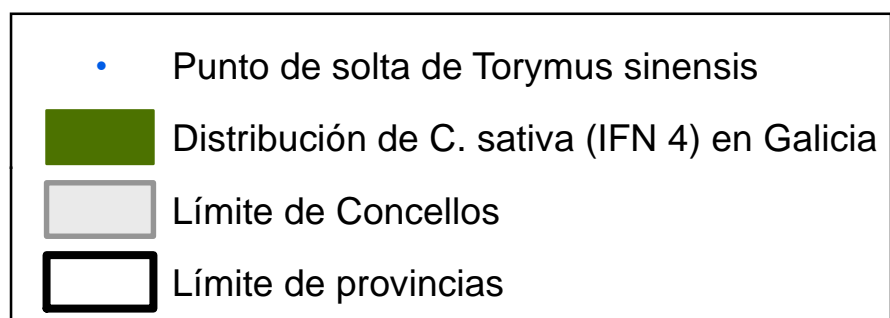 Punto de solta de Torymus sinensis
Distribución de C. sativa (IFN 4) en Galicia
Límite de Concellos
Límite de provincias